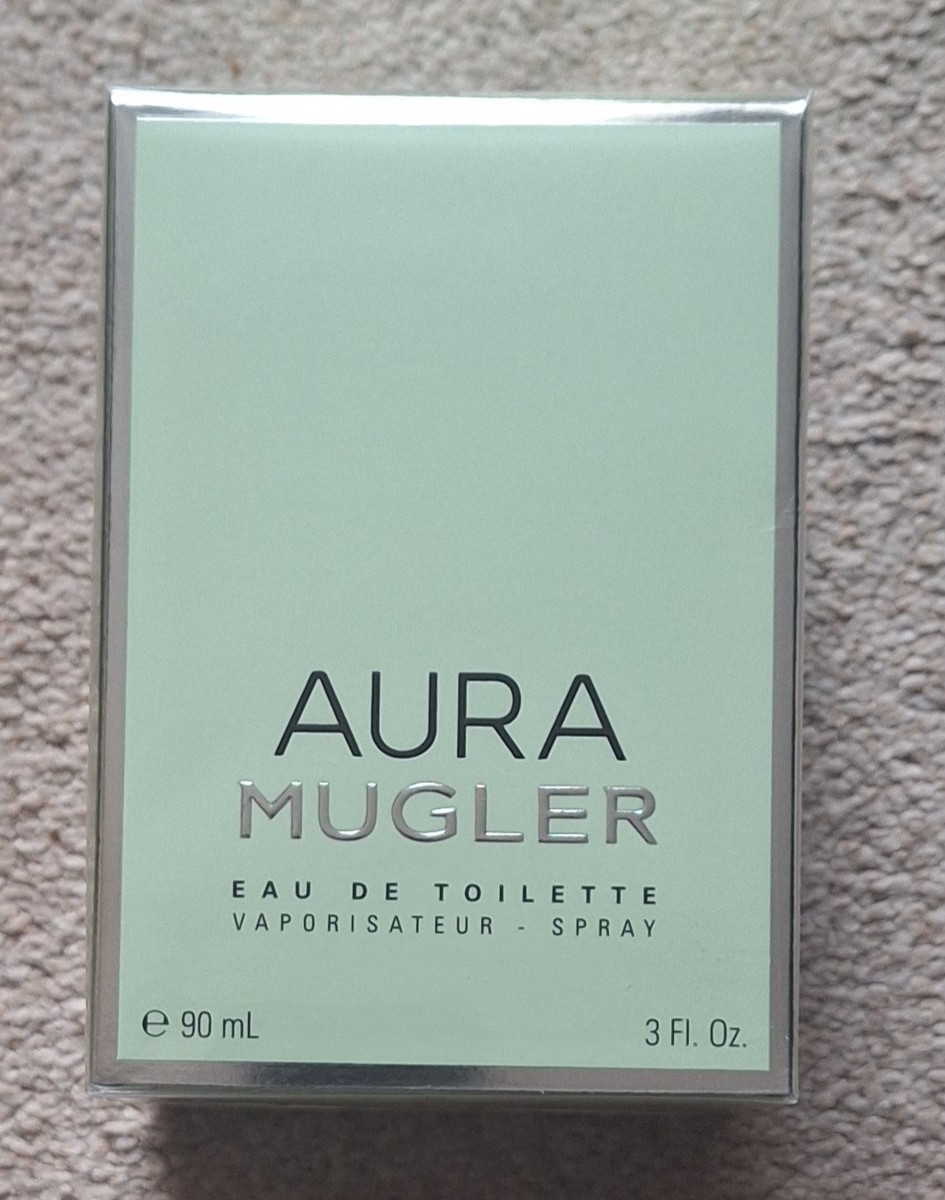 AURA
MUGLER
EAU DE TOILETTE
VAPORISATEUR - SPRAY
℮ 90 mL 3 Fl. Oz.